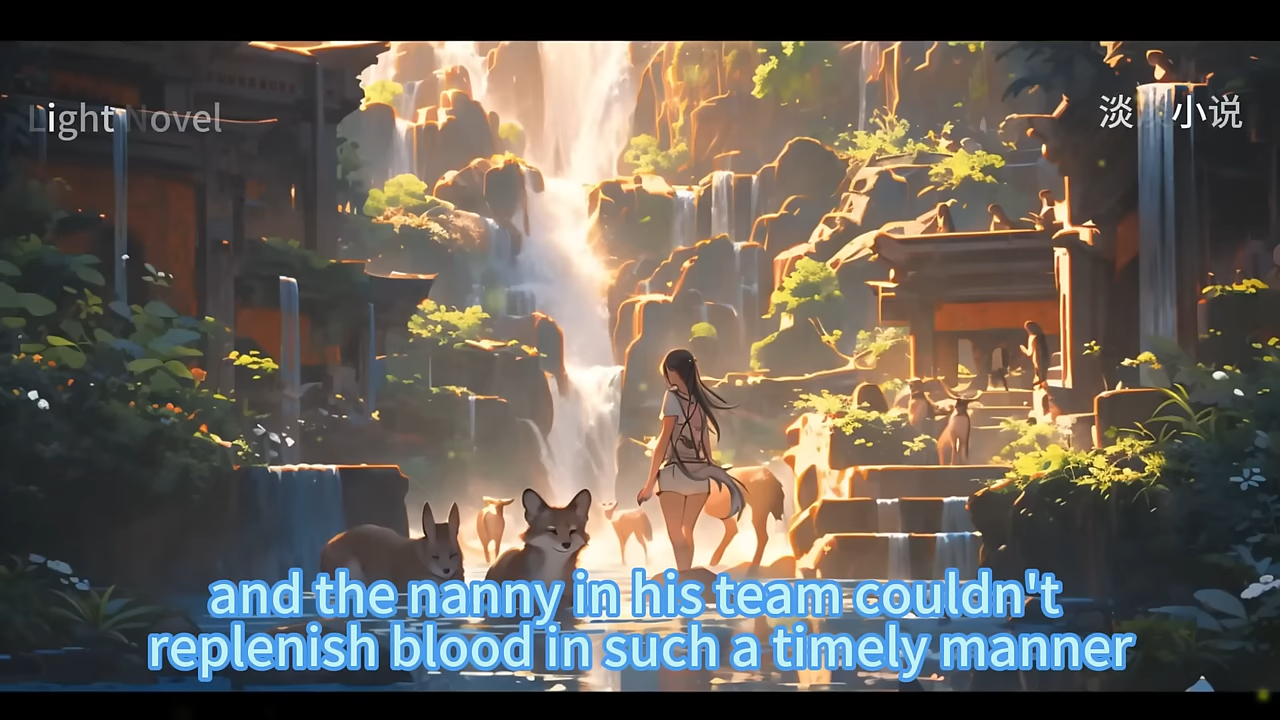 Light Novel
淡 小说
and the nanny in his team couldn't
replenish blood in such a timely manner